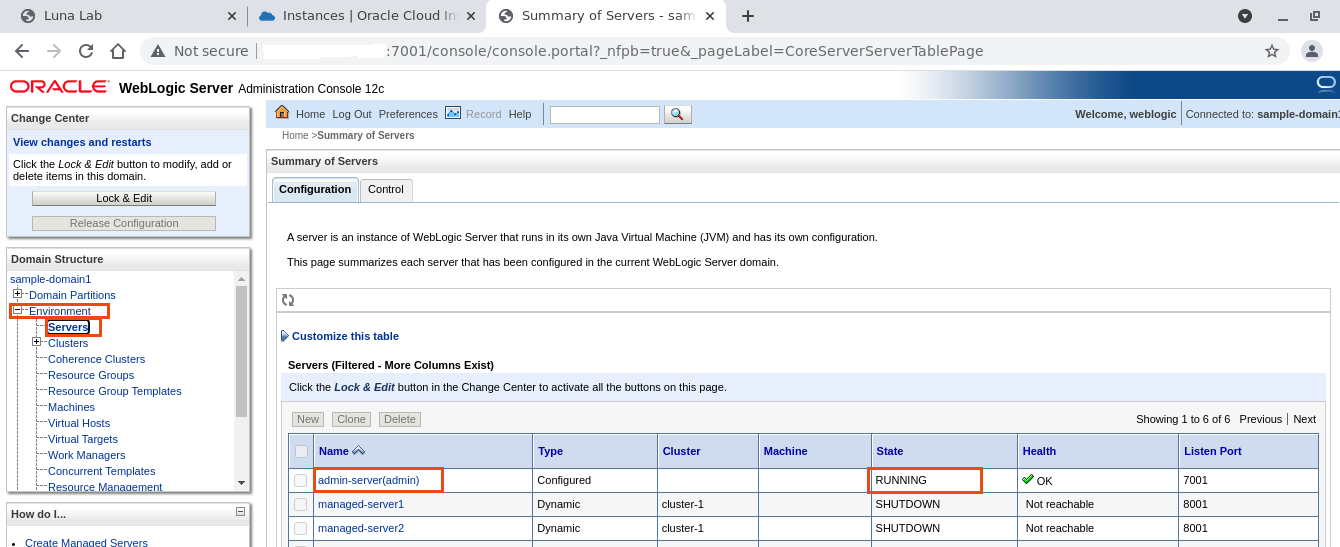 Luna Lab
Instances | Oracle Cloud In
Summary of Servers - sam
Not secure
:7001/console/console.portal?_nfpb=true&_pageLabel=CoreServerServerTablePage
ORACLE WebLogic Server Administration Console 12c
Change Center
View changes and restarts
Click the Lock & Edit button to modify, add or
delete items in this domain.
Lock & Edit
Release Configuration
Domain Structure
sample-domain1
Domain Partitions
Environment
Servers
Clusters
Coherence Clusters
Resource Groups
Resource Group Templates
Machines
Virtual Hosts
Virtual Targets
Work Managers
Concurrent Templates
Resource Management
How do I...
Create Managed Servers
Home Log Out Preferences Record Help
Welcome, weblogic Connected to: sample-domain1
Home >Summary of Servers
Summary of Servers
Configuration Control
A server is an instance of WebLogic Server that runs in its own Java Virtual Machine (JVM) and has its own configuration.
This page summarizes each server that has been configured in the current WebLogic Server domain.
Customize this table
Servers (Filtered - More Columns Exist)
Click the Lock & Edit button in the Change Center to activate all the buttons on this page.
New Clone Delete Showing 1 to 6 of 6 Previous | Next
Name Type Cluster Machine State Health Listen Port
admin-server(admin) Configured RUNNING OK 7001
managed-server1 Dynamic cluster-1 SHUTDOWN Not reachable 8001
managed-server2 Dynamic cluster-1 SHUTDOWN Not reachable 8001